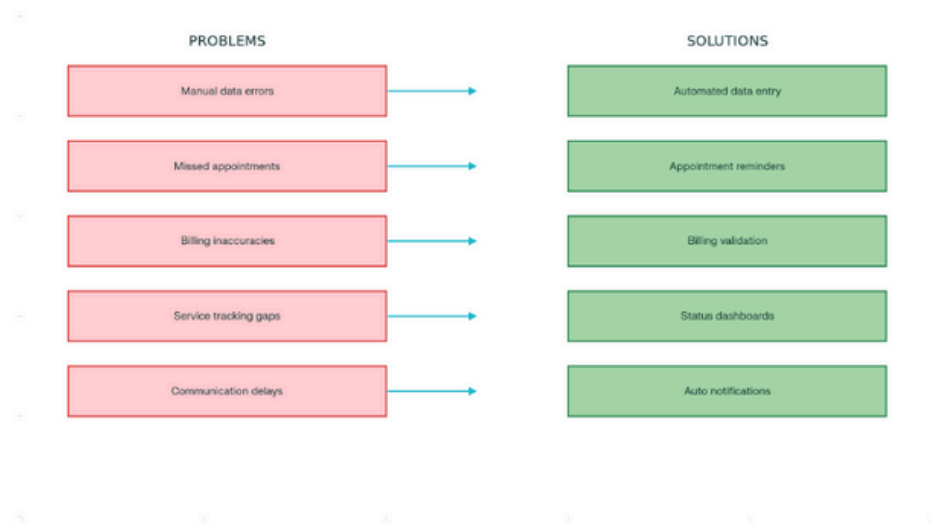 PROBLEMS
SOLUTIONS
Manual data errors
Automated data entry
Missed appointments
Appointment reminders
Billing inaccuracies
Billing validation
Service tracking gaps
Status dashboards
Communication delays
Auto notifications